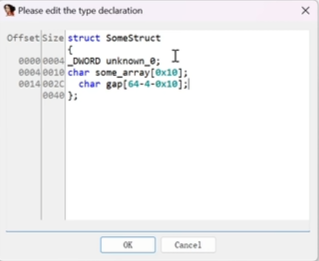 Please edit the type declaration
Offset Size struct SomeStruct
{
0000 0004 _DWORD unknown_0;
0004 0010 char some_array[0x10];
0014 002C char gap[64-4-0x10];
0040 };
OK Cancel